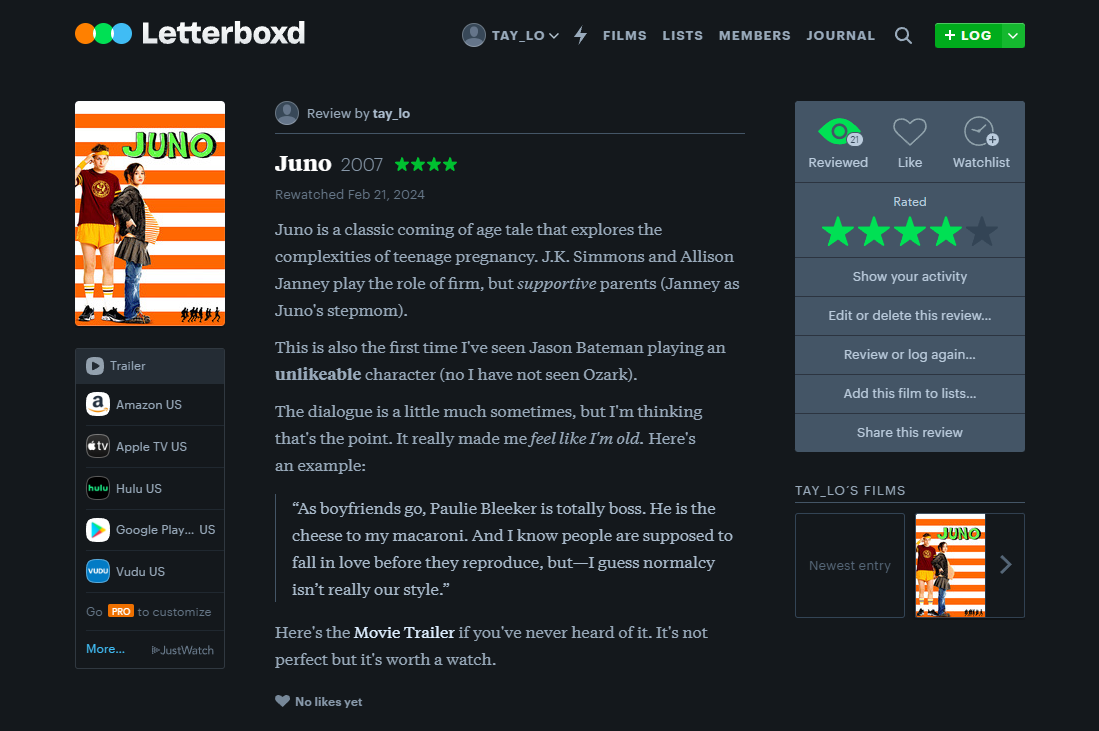 Letterboxd
TAY_LO
FILMS
LISTS
MEMBERS
JOURNAL
+ LOG
JUNO
Trailer
Amazon US
Apple TV US
Hulu US
Google Play... US
Vudu US
Go PRO to customize
More...
JustWatch
Review by tay_lo
Juno 2007 ★★★★
Rewatched Feb 21, 2024
Juno is a classic coming of age tale that explores the
complexities of teenage pregnancy. J.K. Simmons and Allison
Janney play the role of firm, but supportive parents (Janney as
Juno's stepmom).
This is also the first time I've seen Jason Bateman playing an
unlikeable character (no I have not seen Ozark).
The dialogue is a little much sometimes, but I'm thinking
that's the point. It really made me feel like I'm old. Here's
an example:
“As boyfriends go, Paulie Bleeker is totally boss. He is the
cheese to my macaroni. And I know people are supposed to
fall in love before they reproduce, but—I guess normalcy
isn’t really our style.”
Here's the Movie Trailer if you've never heard of it. It's not
perfect but it's worth a watch.
No likes yet
21
Reviewed
Like
Watchlist
Rated
Show your activity
Edit or delete this review...
Review or log again...
Add this film to lists...
Share this review
TAY_LO'S FILMS
Newest entry
JUNO